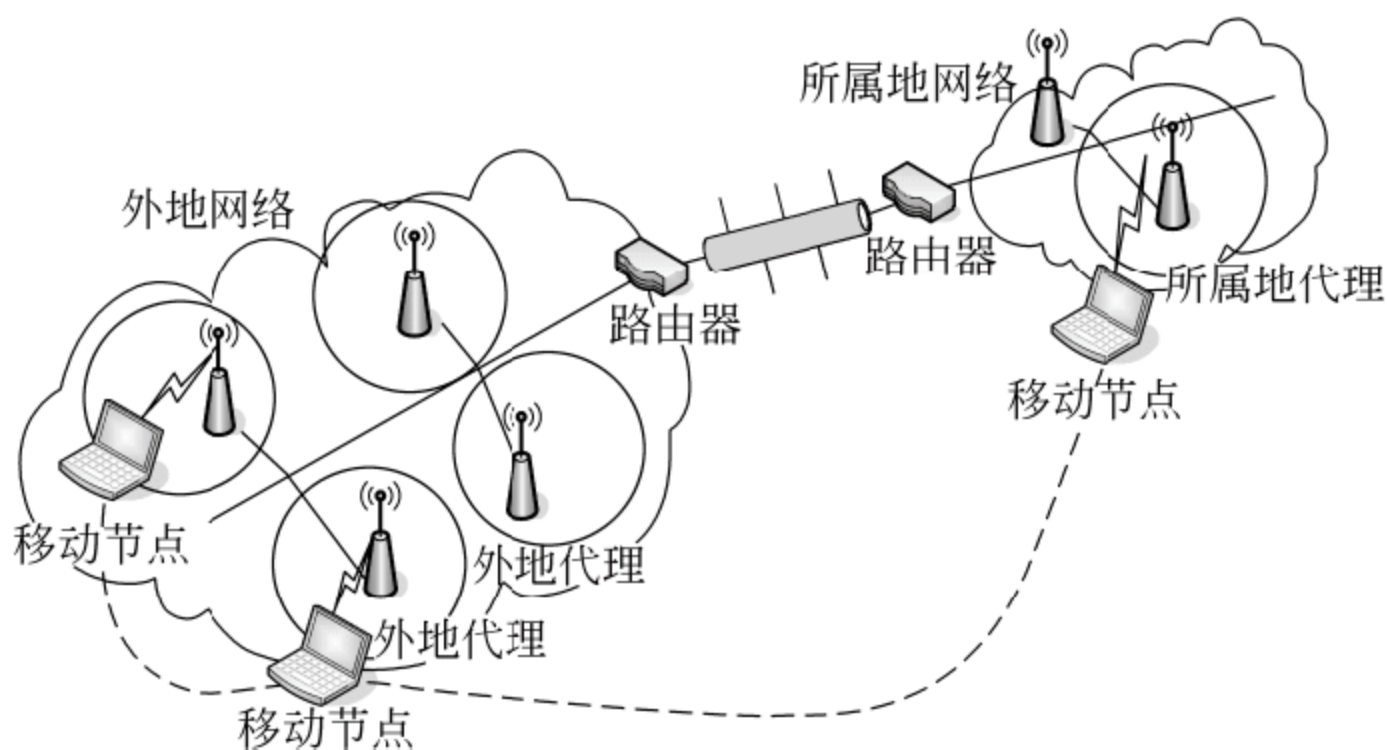 所属地网络
外地网络
路由器
所属地代理
路由器
移动节点
移动节点
外地代理
外地代理
移动节点